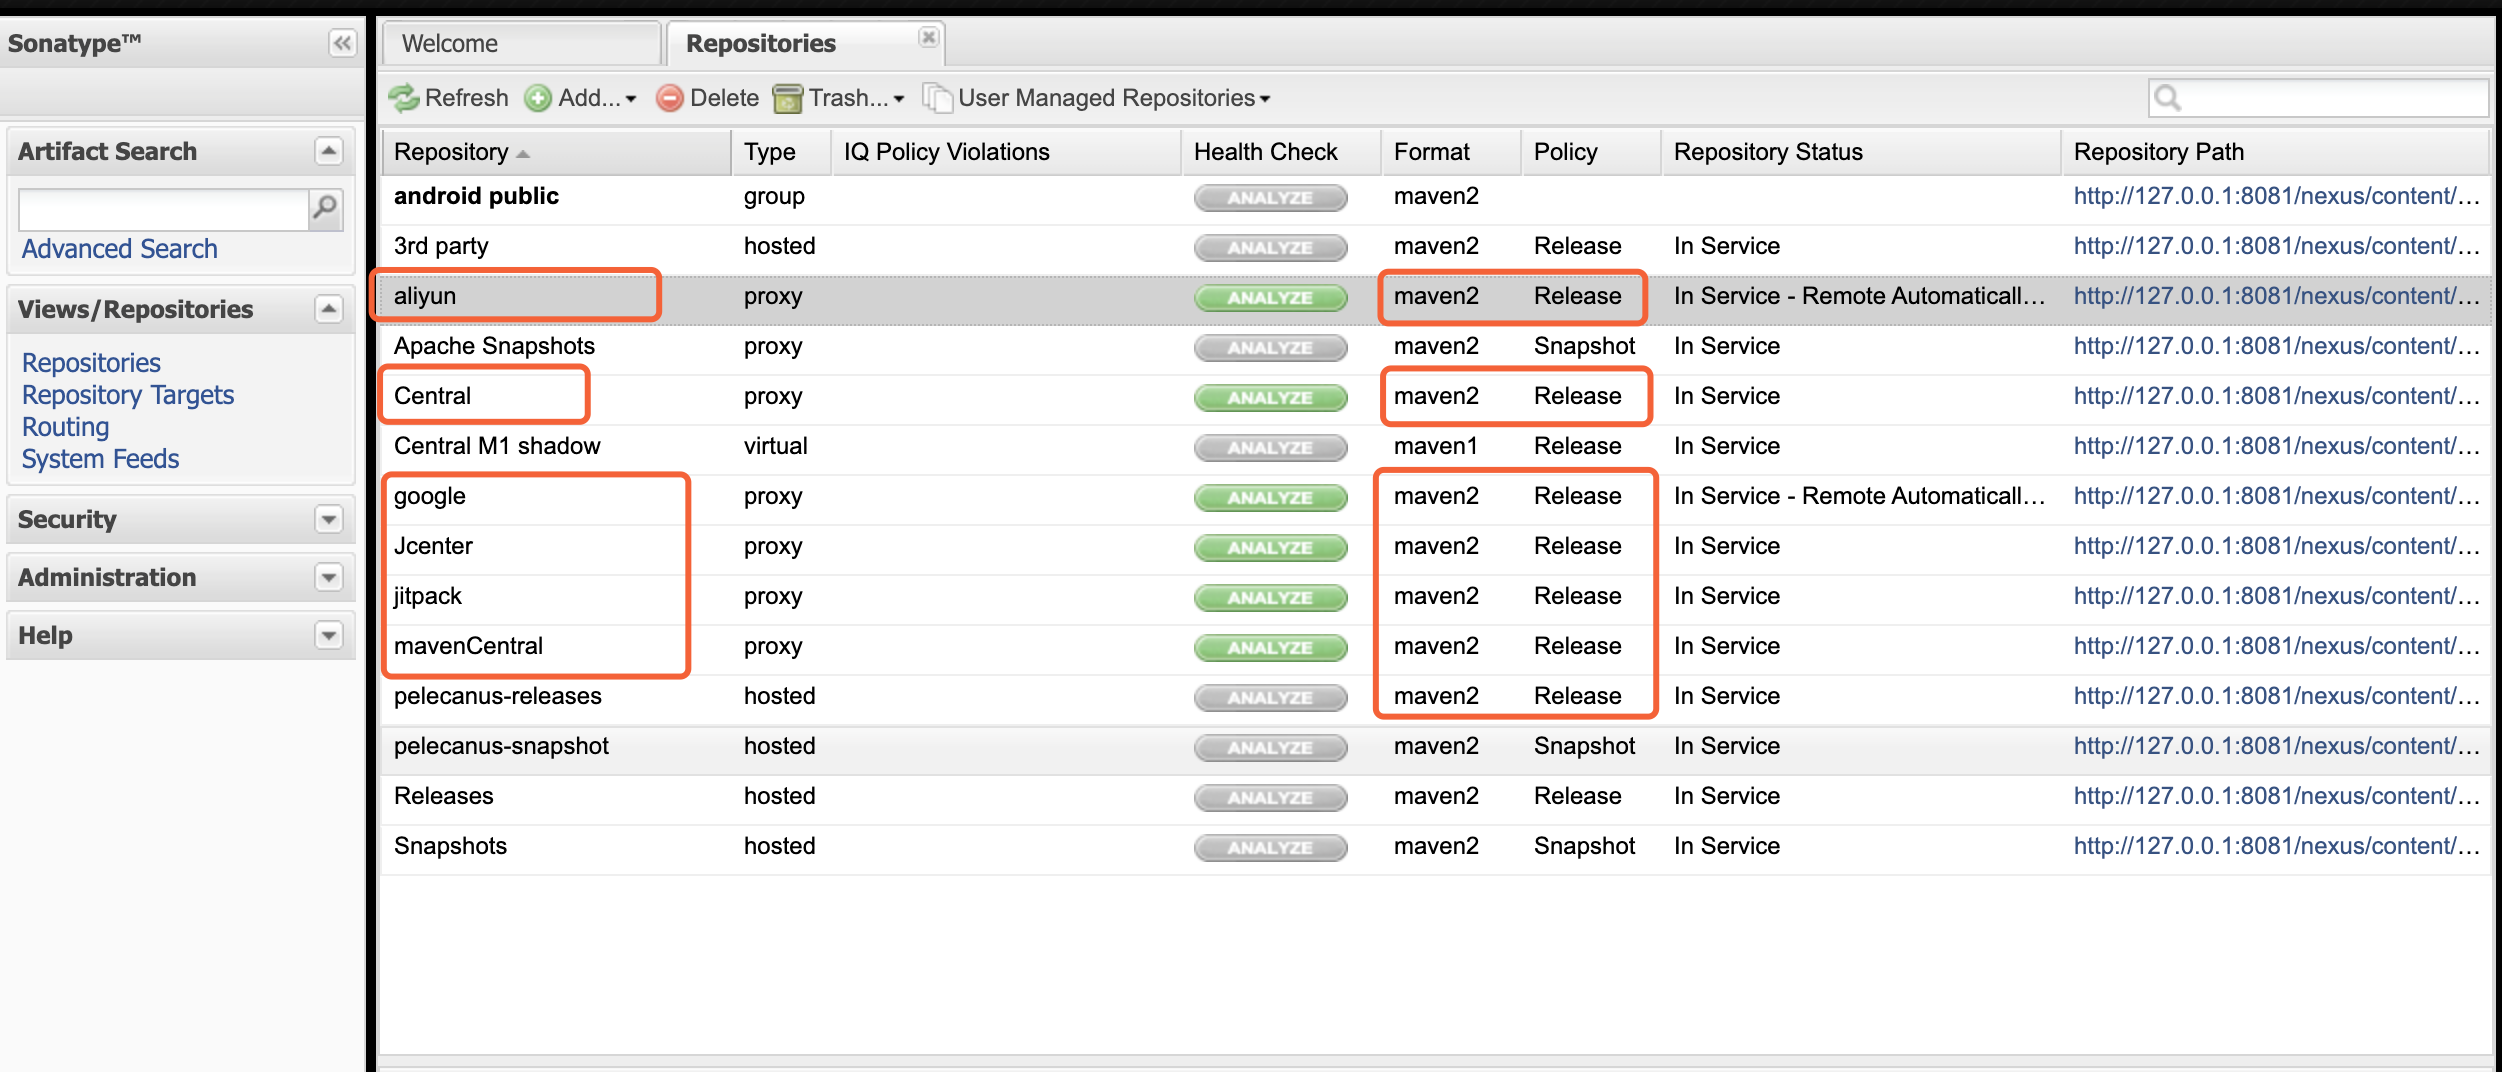 Sonatype™
Welcome
Repositories
Refresh Add... Delete Trash... User Managed Repositories
Artifact Search
Advanced Search
Views/Repositories
Repositories
Repository Targets
Routing
System Feeds
Security
Administration
Help
Repository Type IQ Policy Violations Health Check Format Policy Repository Status Repository Path
android public group ANALYZE maven2 http://127.0.0.1:8081/nexus/content/...
3rd party hosted ANALYZE maven2 Release In Service http://127.0.0.1:8081/nexus/content/...
aliyun proxy ANALYZE maven2 Release In Service - Remote Automaticall... http://127.0.0.1:8081/nexus/content/...
Apache Snapshots proxy ANALYZE maven2 Snapshot In Service http://127.0.0.1:8081/nexus/content/...
Central proxy ANALYZE maven2 Release In Service http://127.0.0.1:8081/nexus/content/...
Central M1 shadow virtual ANALYZE maven1 Release In Service http://127.0.0.1:8081/nexus/content/...
google proxy ANALYZE maven2 Release In Service - Remote Automaticall... http://127.0.0.1:8081/nexus/content/...
Jcenter proxy ANALYZE maven2 Release In Service http://127.0.0.1:8081/nexus/content/...
jitpack proxy ANALYZE maven2 Release In Service http://127.0.0.1:8081/nexus/content/...
mavenCentral proxy ANALYZE maven2 Release In Service http://127.0.0.1:8081/nexus/content/...
pelecanus-releases hosted ANALYZE maven2 Release In Service http://127.0.0.1:8081/nexus/content/...
pelecanus-snapshot hosted ANALYZE maven2 Snapshot In Service http://127.0.0.1:8081/nexus/content/...
Releases hosted ANALYZE maven2 Release In Service http://127.0.0.1:8081/nexus/content/...
Snapshots hosted ANALYZE maven2 Snapshot In Service http://127.0.0.1:8081/nexus/content/...